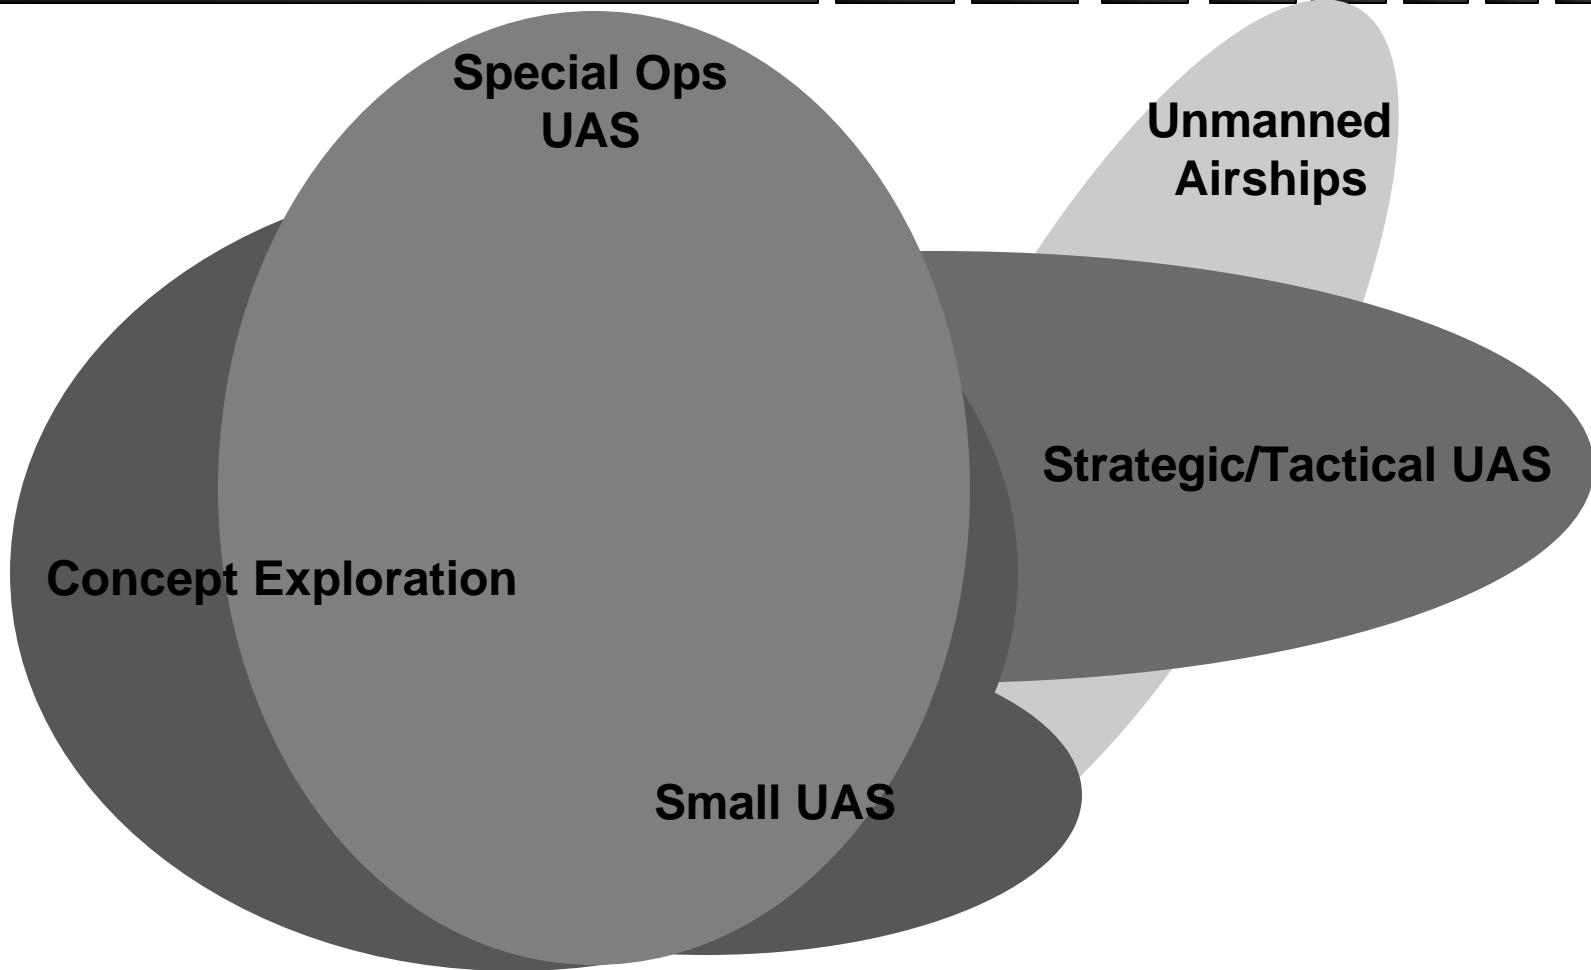 Special Ops
UAS
Unmanned
Airships
Strategic/Tactical UAS
Concept Exploration
Small UAS